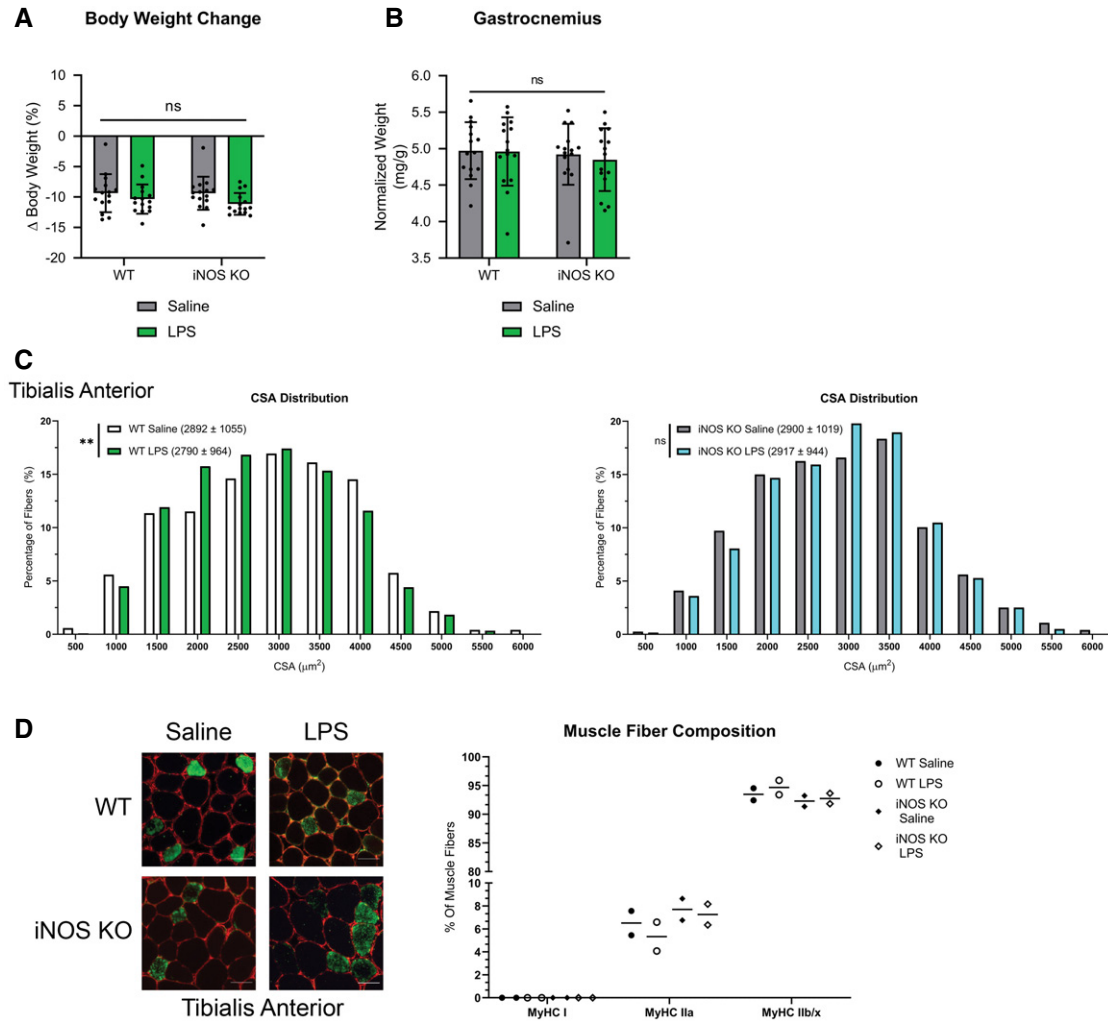 A
Body Weight Change
Δ Body Weight (%)
10
5
0
-5
-10
-15
-20
ns
WT
iNOS KO
Saline
LPS
B
Gastrocnemius
Normalized Weight
(mg/g)
6.0
5.5
5.0
4.5
4.0
3.5
ns
WT
iNOS KO
Saline
LPS
C
Tibialis Anterior
CSA Distribution
Percentage of Fibers (%)
20
15
10
5
0
**
WT Saline (2892 ± 1055)
WT LPS (2790 ± 964)
500 1000 1500 2000 2500 3000 3500 4000 4500 5000 5500 6000
CSA (μm²)
CSA Distribution
Percentage of Fibers (%)
20
15
10
5
0
ns
iNOS KO Saline (2900 ± 1019)
iNOS KO LPS (2917 ± 944)
500 1000 1500 2000 2500 3000 3500 4000 4500 5000 5500 6000
CSA (μm²)
D
Saline LPS
WT
iNOS KO
Tibialis Anterior
Muscle Fiber Composition
% Of Muscle Fibers
100
95
90
85
80
10
8
6
4
2
0
MyHC I MyHC IIa MyHC IIb/x
WT Saline
WT LPS
iNOS KO
Saline
iNOS KO
LPS